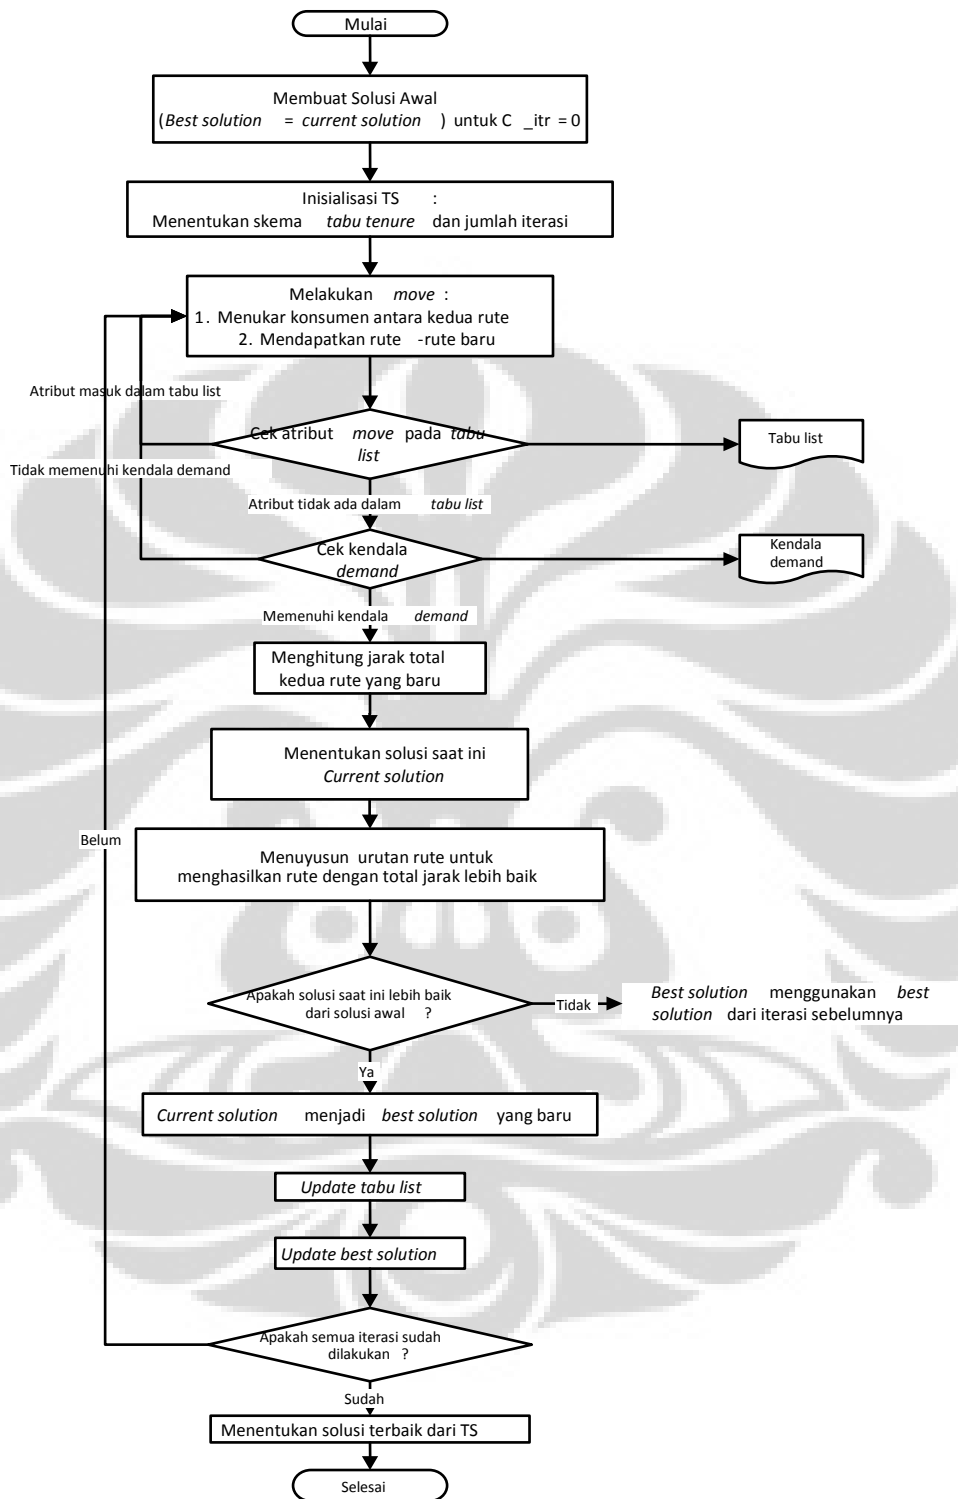 Mulai
Membuat Solusi Awal
(Best solution = current solution ) untuk C _itr = 0
Inisialisasi TS :
Menentukan skema tabu tenure dan jumlah iterasi
Melakukan move :
1. Menukar konsumen antara kedua rute
2. Mendapatkan rute -rute baru
Atribut masuk dalam tabu list
Cek atribut move pada tabu
list
Tabu list
Tidak memenuhi kendala demand
Atribut tidak ada dalam tabu list
Cek kendala
demand
Kendala
demand
Memenuhi kendala demand
Menghitung jarak total
kedua rute yang baru
Menentukan solusi saat ini
Current solution
Belum
Menuyusun urutan rute untuk
menghasilkan rute dengan total jarak lebih baik
Apakah solusi saat ini lebih baik
dari solusi awal ?
Tidak
Best solution menggunakan best
solution dari iterasi sebelumnya
Ya
Current solution menjadi best solution yang baru
Update tabu list
Update best solution
Apakah semua iterasi sudah
dilakukan ?
Sudah
Menentukan solusi terbaik dari TS
Selesai